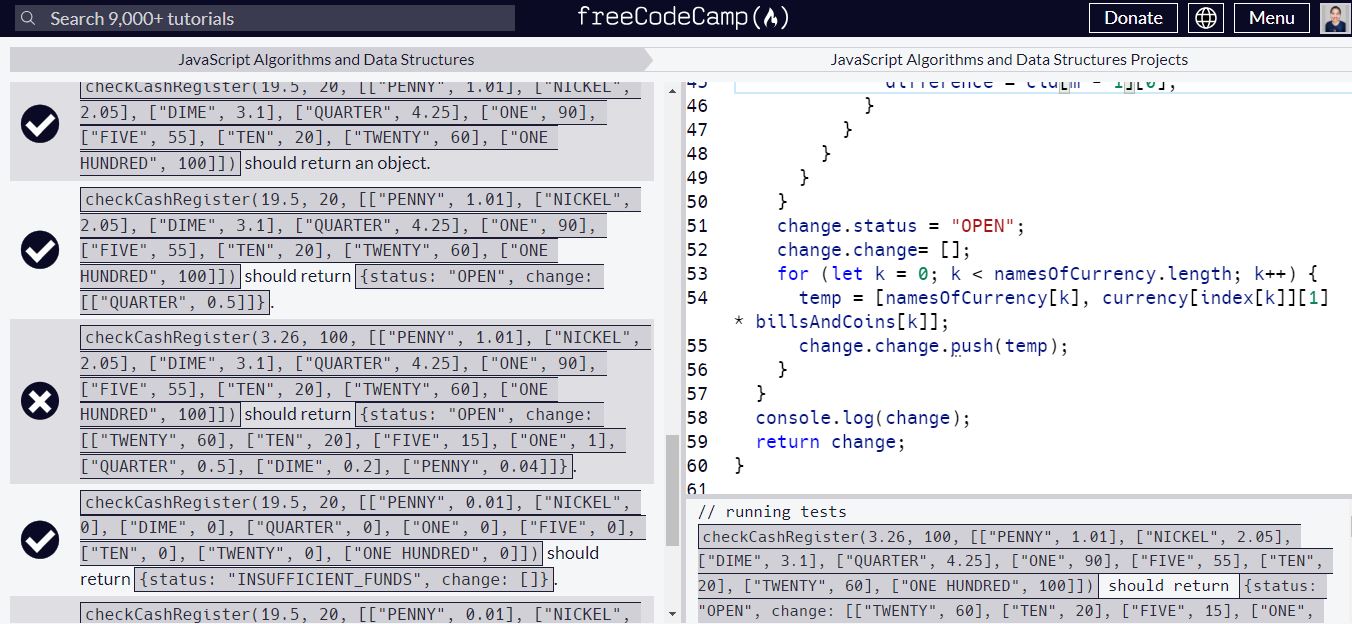 Search 9,000+ tutorials
freeCodeCamp
Donate
Menu
JavaScript Algorithms and Data Structures
JavaScript Algorithms and Data Structures Projects
checkCashRegister(19.5, 20, [["PENNY", 1.01], ["NICKEL",
2.05], ["DIME", 3.1], ["QUARTER", 4.25], ["ONE", 90],
["FIVE", 55], ["TEN", 20], ["TWENTY", 60], ["ONE
HUNDRED", 100]]) should return an object.
checkCashRegister(19.5, 20, [["PENNY", 1.01], ["NICKEL",
2.05], ["DIME", 3.1], ["QUARTER", 4.25], ["ONE", 90],
["FIVE", 55], ["TEN", 20], ["TWENTY", 60], ["ONE
HUNDRED", 100]]) should return {status: "OPEN", change:
[["QUARTER", 0.5]]}.
checkCashRegister(3.26, 100, [["PENNY", 1.01], ["NICKEL",
2.05], ["DIME", 3.1], ["QUARTER", 4.25], ["ONE", 90],
["FIVE", 55], ["TEN", 20], ["TWENTY", 60], ["ONE
HUNDRED", 100]]) should return {status: "OPEN", change:
[["TWENTY", 60], ["TEN", 20], ["FIVE", 15], ["ONE", 1],
["QUARTER", 0.5], ["DIME", 0.2], ["PENNY", 0.04]]}.
checkCashRegister(19.5, 20, [["PENNY", 0.01], ["NICKEL",
0], ["DIME", 0], ["QUARTER", 0], ["ONE", 0], ["FIVE", 0],
["TEN", 0], ["TWENTY", 0], ["ONE HUNDRED", 0]]) should
return {status: "INSUFFICIENT_FUNDS", change: []}.
checkCashRegister(19.5, 20, [["PENNY", 0.01], ["NICKEL",
45 difference = cid[m - 1][0];
46 }
47 }
48 }
49 }
50 }
51 change.status = "OPEN";
52 change.change= [];
53 for (let k = 0; k < namesOfCurrency.length; k++) {
54 temp = [namesOfCurrency[k], currency[index[k]][1]
* billsAndCoins[k]];
55 change.change.push(temp);
56 }
57 }
58 console.log(change);
59 return change;
60 }
61
// running tests
checkCashRegister(3.26, 100, [["PENNY", 1.01], ["NICKEL", 2.05],
["DIME", 3.1], ["QUARTER", 4.25], ["ONE", 90], ["FIVE", 55], ["TEN",
20], ["TWENTY", 60], ["ONE HUNDRED", 100]]) should return {status:
"OPEN", change: [["TWENTY", 60], ["TEN", 20], ["FIVE", 15], ["ONE",